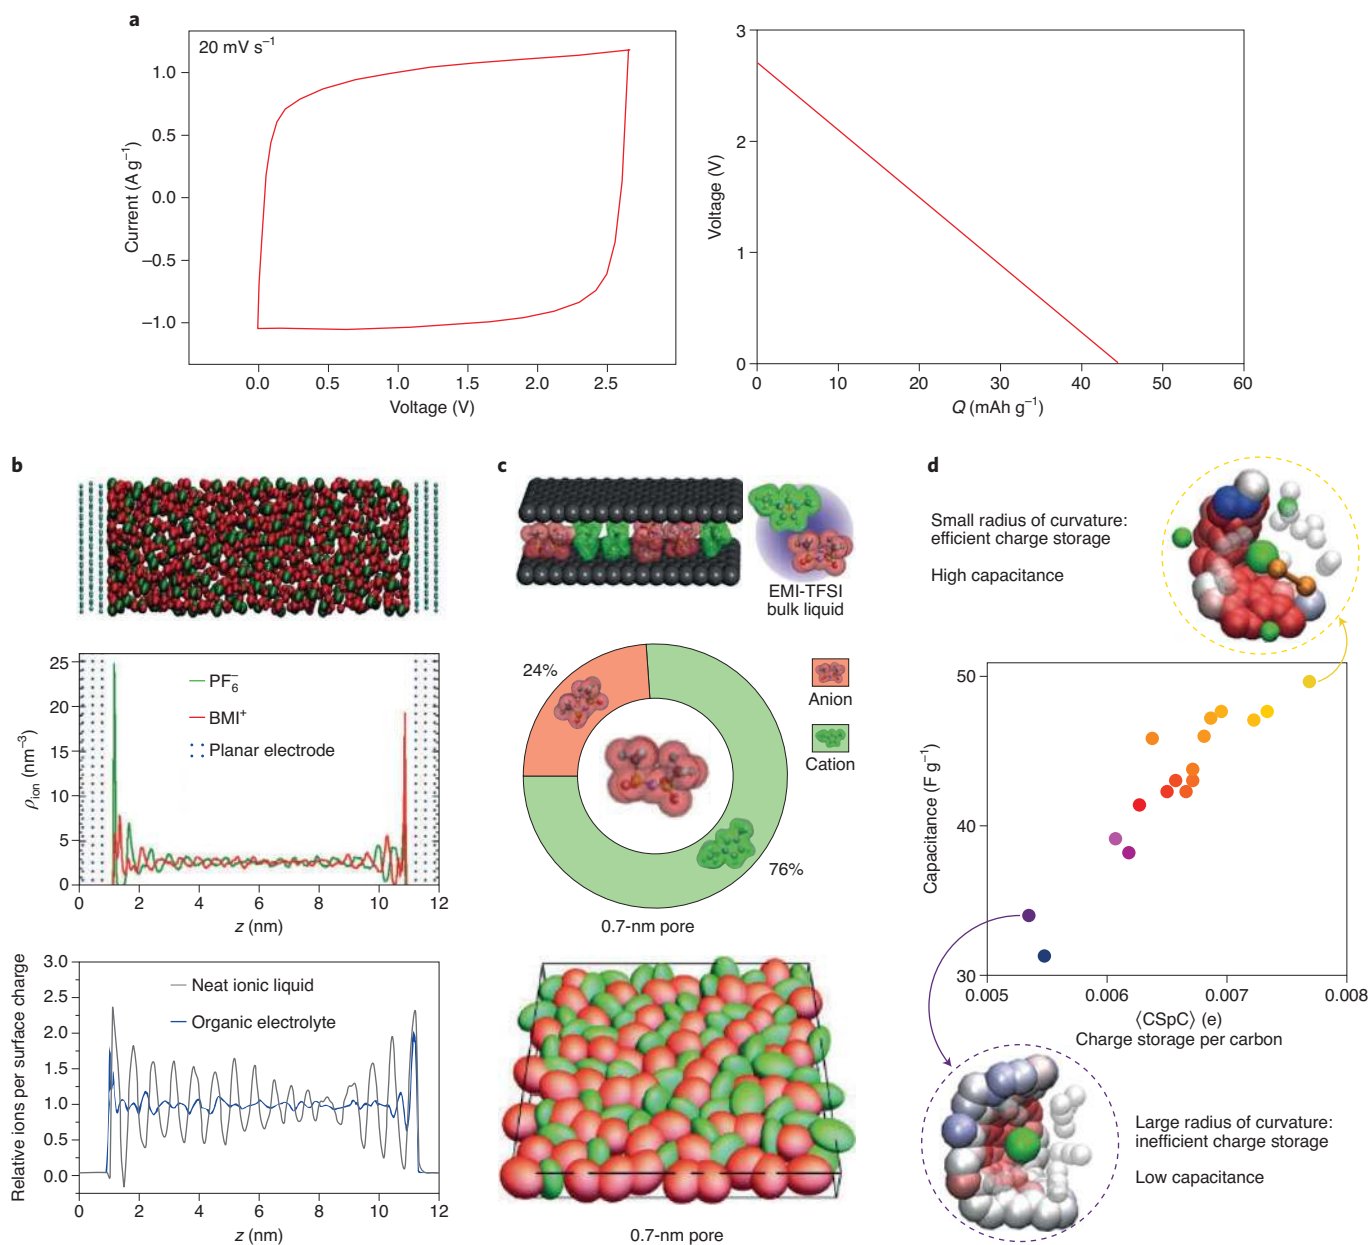 a
20 mV s⁻¹
1.0
0.5
0.0
−0.5
−1.0
Current (A g⁻¹)
0.0 0.5 1.0 1.5 2.0 2.5
Voltage (V)
3
2
1
0
Voltage (V)
0 10 20 30 40 50 60
Q (mAh g⁻¹)
b
25
20
15
10
5
0
ρion (nm⁻³)
PF₆⁻
BMI⁺
Planar electrode
0 2 4 6 8 10 12
z (nm)
3.0
2.5
2.0
1.5
1.0
0.5
0.0
Relative ions per surface charge
Neat ionic liquid
Organic electrolyte
0 2 4 6 8 10 12
z (nm)
c
EMI-TFSI
bulk liquid
24%
76%
Anion
Cation
0.7-nm pore
0.7-nm pore
d
Small radius of curvature:
efficient charge storage
High capacitance
50
40
30
Capacitance (F g⁻¹)
0.005 0.006 0.007 0.008
⟨CSpC⟩ (e)
Charge storage per carbon
Large radius of curvature:
inefficient charge storage
Low capacitance